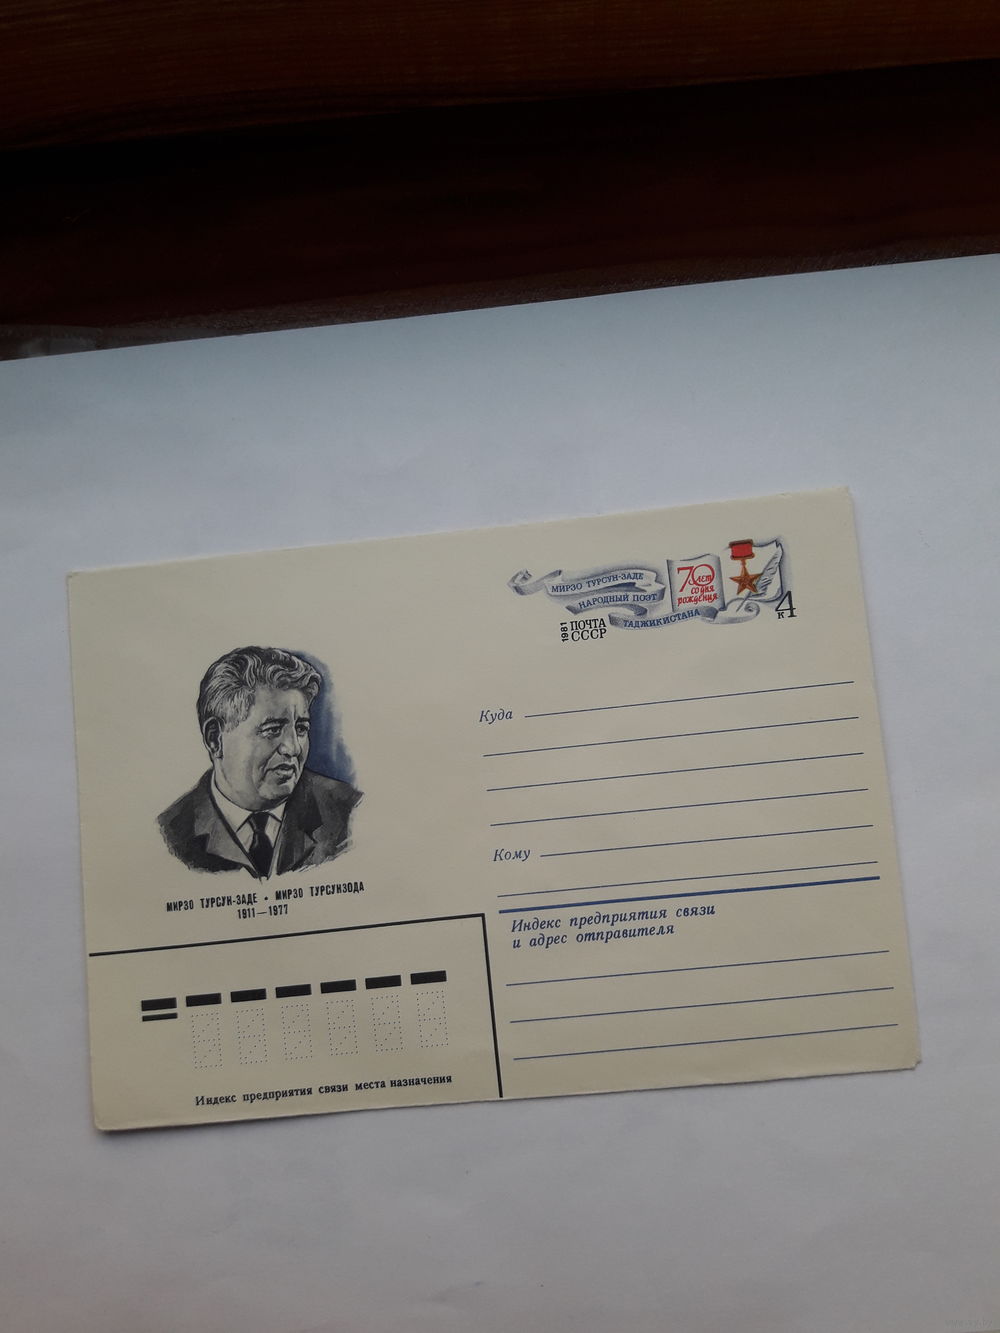 МИРЗО ТУРСУН-ЗАДЕ
НАРОДНЫЙ ПОЭТ
ТАДЖИКИСТАНА
70 ЛЕТ
СО ДНЯ
РОЖДЕНИЯ
1981 ПОЧТА
СССР
4
К
Куда
Кому
МИРЗО ТУРСУН-ЗАДЕ • МИРЗО ТУРСУНЗОДА
1911—1977
Индекс предприятия связи
и адрес отправителя
Индекс предприятия связи места назначения